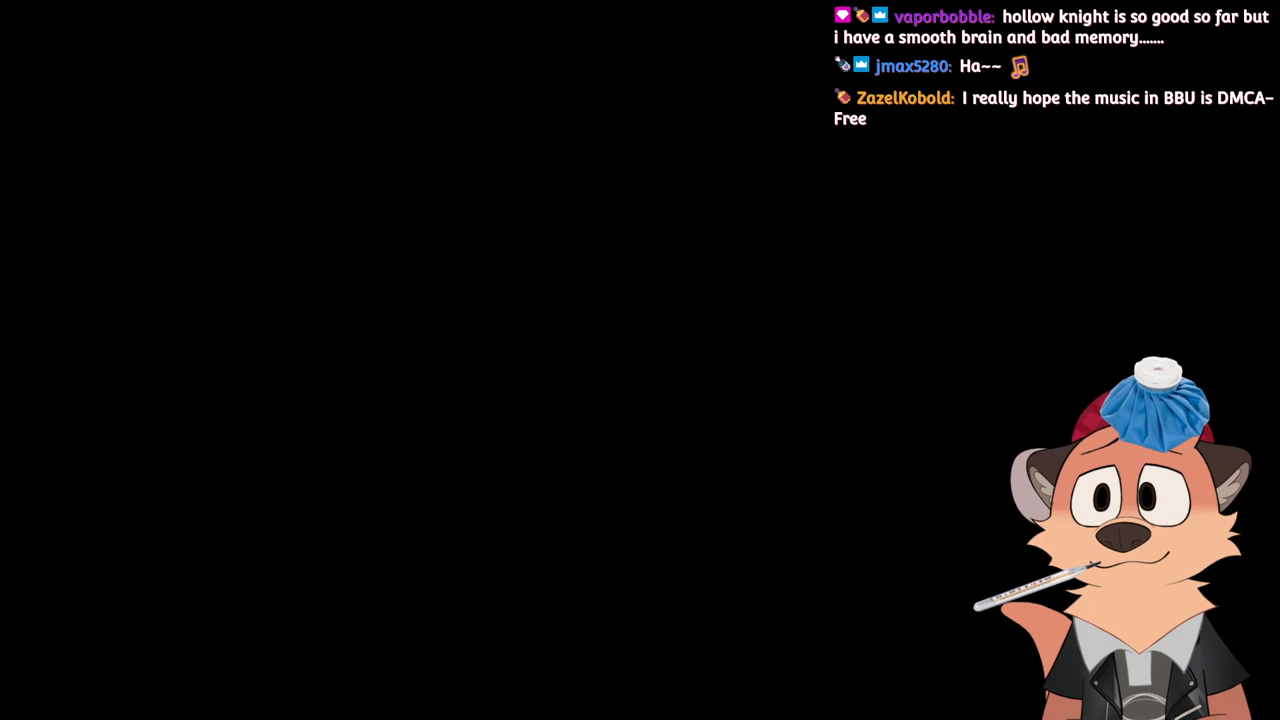 vaporbobble: hollow knight is so good so far but
i have a smooth brain and bad memory.......
jmax5280: Ha~~
ZazelKobold: I really hope the music in BBU is DMCA-
Free